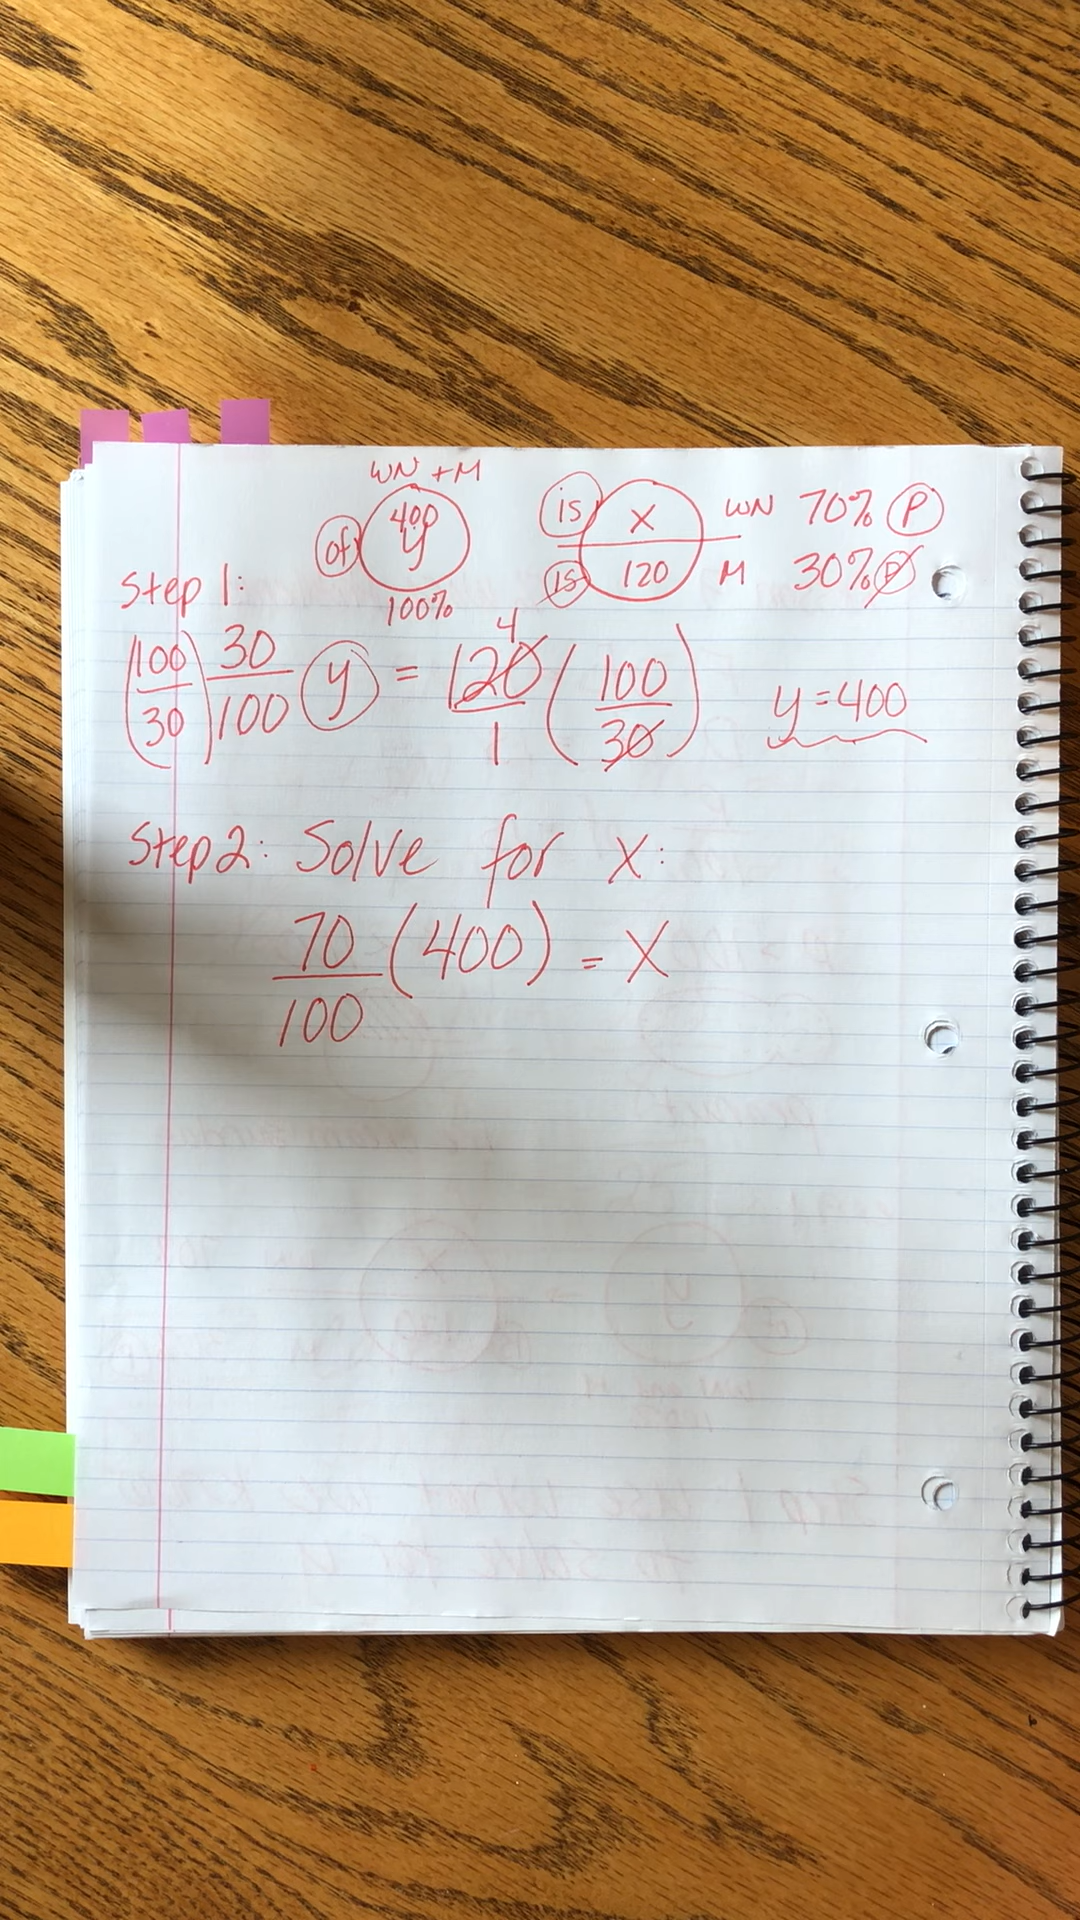 WN + M
of 400 y
100%
is X WN 70% P
is 120 M 30% P
Step 1:
(100/30) 30/100 y = 120/1 (100/30) y = 400
4
Step 2: Solve for X:
70/100 (400) = X